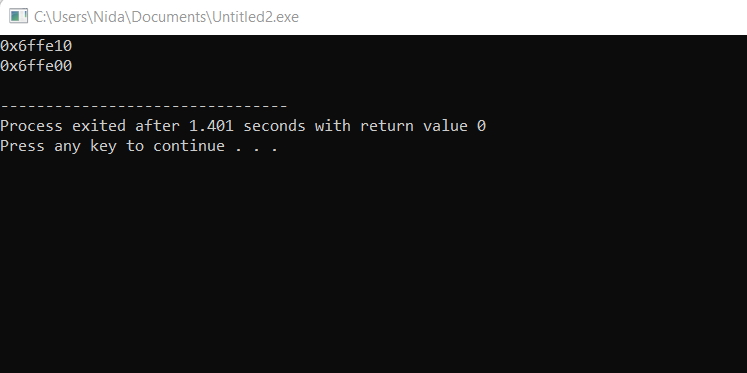 C:\Users\Nida\Documents\Untitled2.exe
0x6ffe10
0x6ffe00
--------------------------------
Process exited after 1.401 seconds with return value 0
Press any key to continue . . .